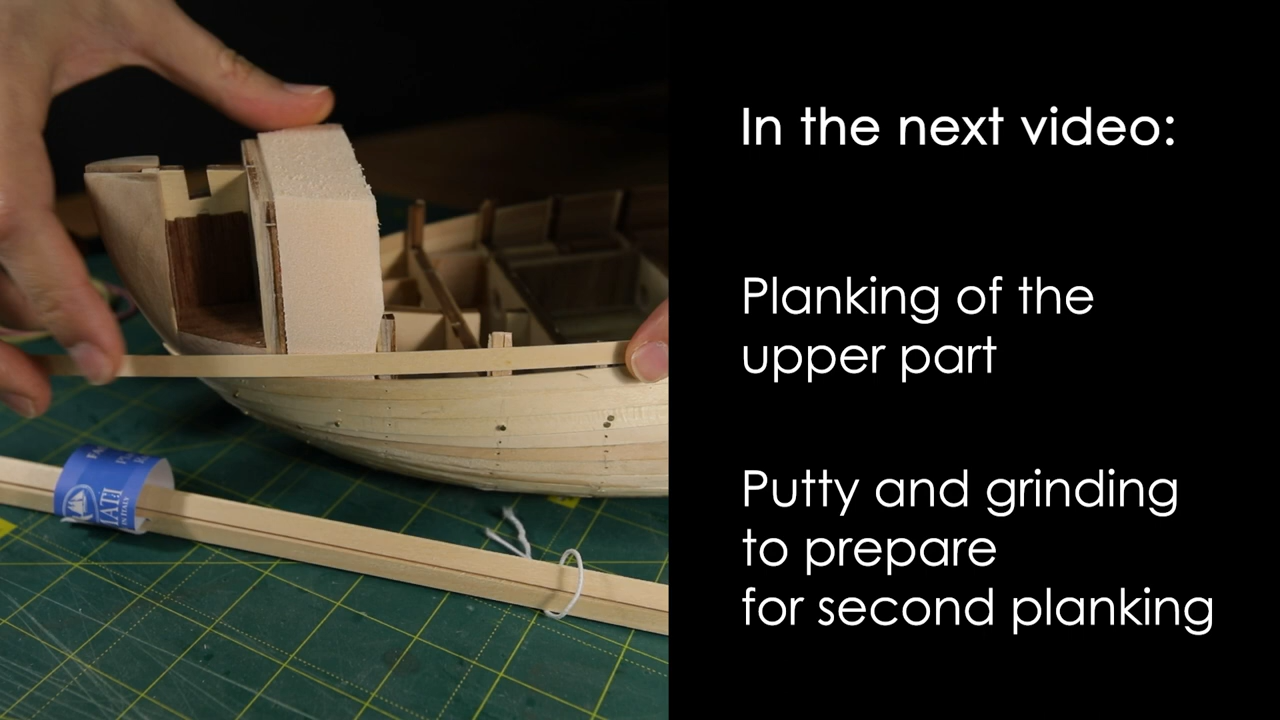 In the next video:
Planking of the
upper part
Putty and grinding
to prepare
for second planking